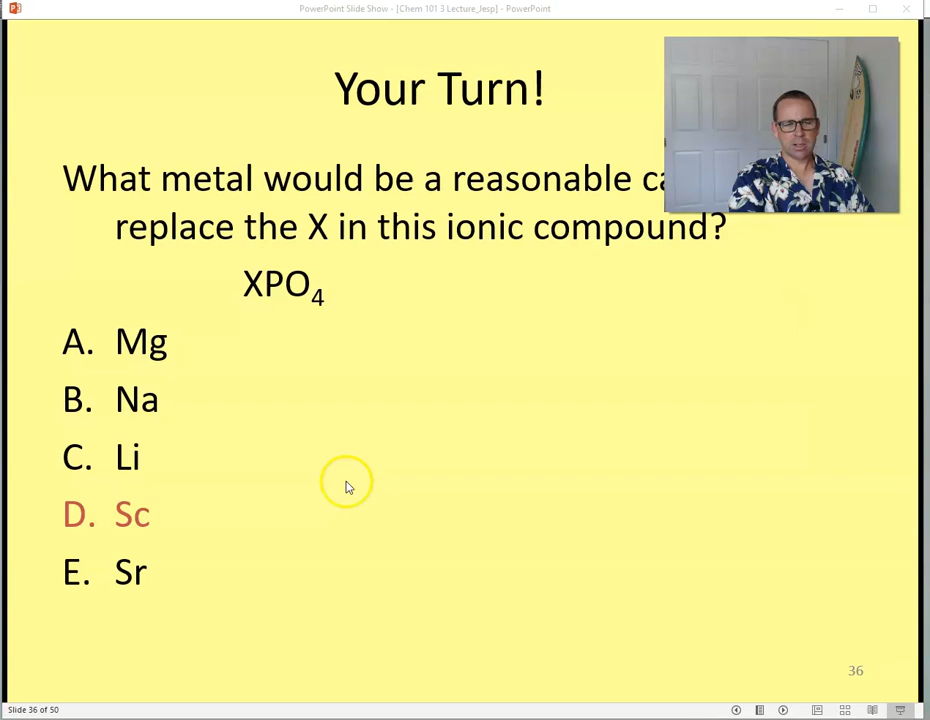 PowerPoint Slide Show - [Chem 101 3 Lecture_Jesp] - PowerPoint
Your Turn!
What metal would be a reasonable
replace the X in this ionic compound?
XPO₄
A. Mg
B. Na
C. Li
D. Sc
E. Sr
36
Slide 36 of 50